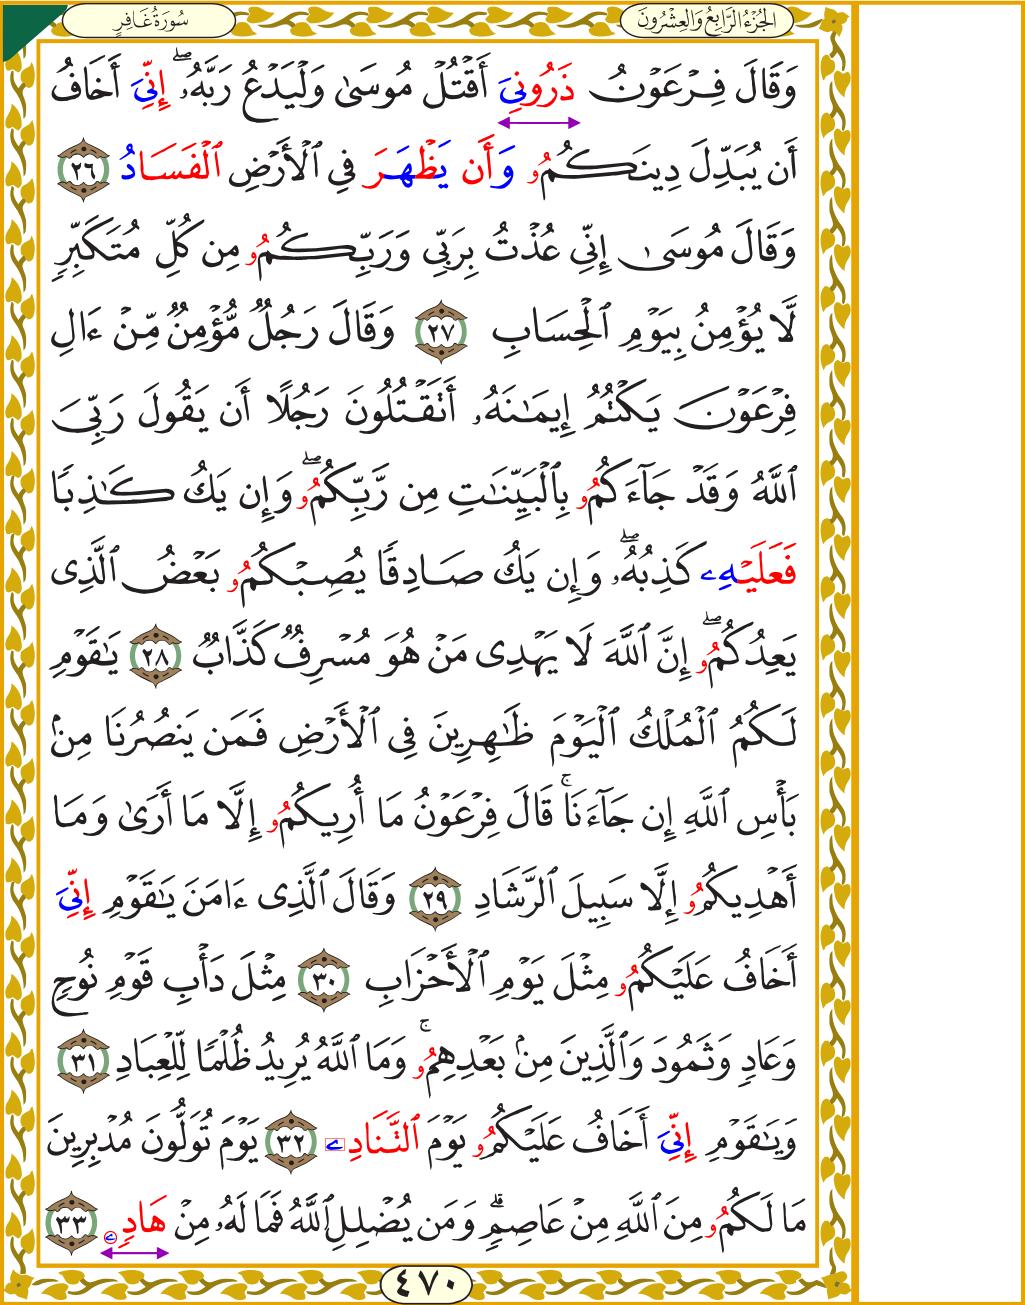 الجُزْءُ الرَّابِعُ وَالعِشْرُونَ
سُورَةُ غَافِرٍ
وَقَالَ فِرْعَوْنُ ذَرُونِيَ أَقْتُلْ مُوسَىٰ وَلْيَدْعُ رَبَّهُۥٓۖ إِنِّيَ أَخَافُ
أَن يُبَدِّلَ دِينَكُمُۥ وَأَن يَظْهَرَ فِي ٱلْأَرْضِ ٱلْفَسَادُ ٢٦
وَقَالَ مُوسَىٰ إِنِّي عُذْتُ بِرَبِّي وَرَبِّكُمُۥ مِن كُلِّ مُتَكَبِّرٍ
لَّا يُؤْمِنُ بِيَوْمِ ٱلْحِسَابِ ٢٧ وَقَالَ رَجُلٌ مُّؤْمِنٌ مِّنْ ءَالِ
فِرْعَوْنَ يَكْتُمُ إِيمَٰنَهُۥ أَتَقْتُلُونَ رَجُلًا أَن يَقُولَ رَبِّيَ
ٱللَّهُ وَقَدْ جَآءَكُمُۥ بِٱلْبَيِّنَٰتِ مِن رَّبِّكُمُۥۖ وَإِن يَكُ كَٰذِبًا
فَعَلَيْهِۦ كَذِبُهُۥۖ وَإِن يَكُ صَادِقًا يُصِبْكُمُۥ بَعْضُ ٱلَّذِى
يَعِدُكُمُۥۖ إِنَّ ٱللَّهَ لَا يَهْدِى مَنْ هُوَ مُسْرِفٌ كَذَّابٌ ٢٨ يَٰقَوْمِ
لَكُمُ ٱلْمُلْكُ ٱلْيَوْمَ ظَٰهِرِينَ فِي ٱلْأَرْضِ فَمَن يَنصُرُنَا مِنۢ
بَأْسِ ٱللَّهِ إِن جَآءَنَاۚ قَالَ فِرْعَوْنُ مَا أُرِيكُمُۥ إِلَّا مَا أَرَىٰ وَمَا
أَهْدِيكُمُۥ إِلَّا سَبِيلَ ٱلرَّشَادِ ٢٩ وَقَالَ ٱلَّذِى ءَامَنَ يَٰقَوْمِ إِنِّيَ
أَخَافُ عَلَيْكُمُۥ مِثْلَ يَوْمِ ٱلْأَحْزَابِ ٣٠ مِثْلَ دَأْبِ قَوْمِ نُوحٍ
وَعَادٍ وَثَمُودَ وَٱلَّذِينَ مِنۢ بَعْدِهِمُۥۚ وَمَا ٱللَّهُ يُرِيدُ ظُلْمًا لِّلْعِبَادِ ٣١
وَيَٰقَوْمِ إِنِّيَ أَخَافُ عَلَيْكُمُۥ يَوْمَ ٱلتَّنَادِۦ ٣٢ يَوْمَ تُوَلُّونَ مُدْبِرِينَ
مَا لَكُمُۥ مِنَ ٱللَّهِ مِنْ عَاصِمٍۗ وَمَن يُضْلِلِ ٱللَّهُ فَمَا لَهُۥ مِنْ هَادٍۦ ٣٣
٤٧٠